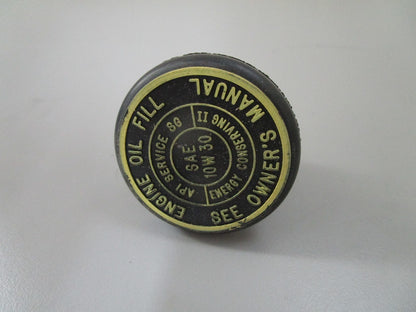 ENGINE OIL FILL
SEE OWNER'S MANUAL
API SERVICE SG
ENERGY CONSERVING II
SAE
10W 30